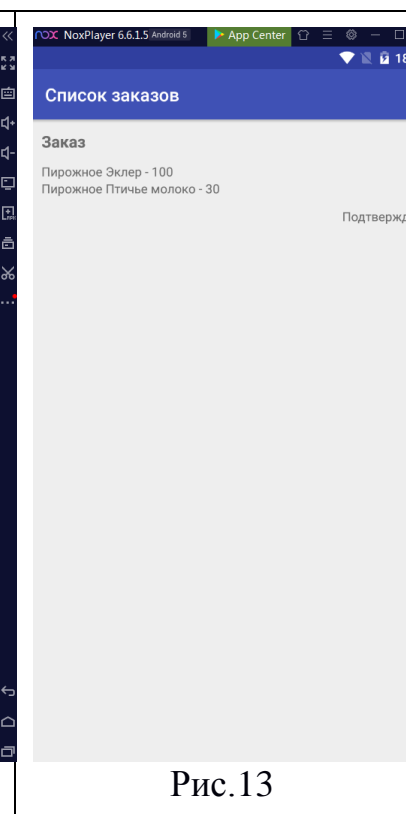 NoxPlayer 6.6.1.5 Android 5 App Center
18
Список заказов
Заказ
Пирожное Эклер - 100
Пирожное Птичье молоко - 30
Подтвержд
Рис.13